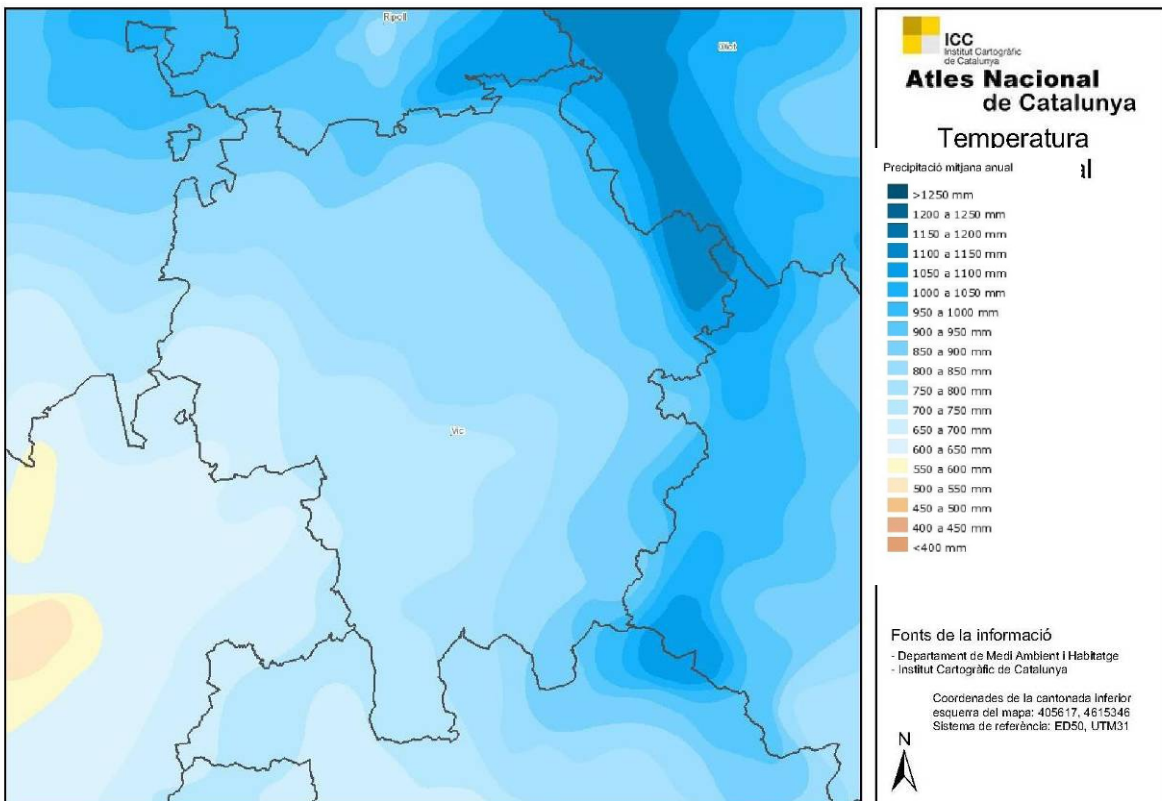 Ripoll
Olot
Vic
ICC
Institut Cartogràfic
de Catalunya
Atles Nacional
de Catalunya
Temperatura
al
Precipitació mitjana anual
>1250 mm
1200 a 1250 mm
1150 a 1200 mm
1100 a 1150 mm
1050 a 1100 mm
1000 a 1050 mm
950 a 1000 mm
900 a 950 mm
850 a 900 mm
800 a 850 mm
750 a 800 mm
700 a 750 mm
650 a 700 mm
600 a 650 mm
550 a 600 mm
500 a 550 mm
450 a 500 mm
400 a 450 mm
<400 mm
Fonts de la informació
- Departament de Medi Ambient i Habitatge
- Institut Cartogràfic de Catalunya
Coordenades de la cantonada inferior
esquerra del mapa: 405617, 4615346
Sistema de referència: ED50, UTM31
N